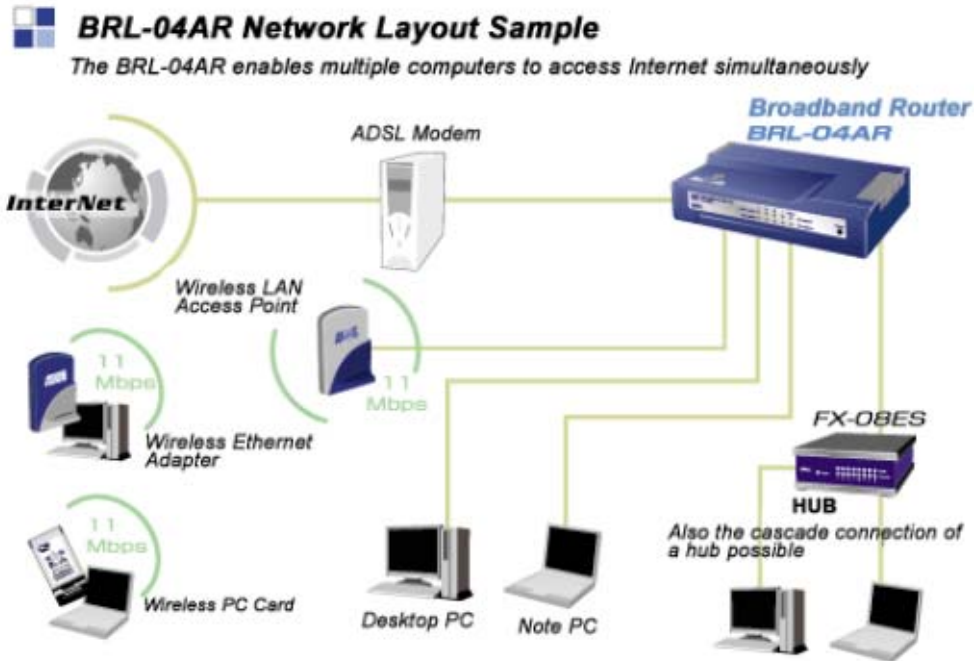 BRL-04AR Network Layout Sample
The BRL-04AR enables multiple computers to access Internet simultaneously
Broadband Router
BRL-04AR
ADSL Modem
InterNet
Wireless LAN
Access Point
11
Mbps
11
Mbps
Wireless Ethernet
Adapter
FX-08ES
HUB
Also the cascade connection of
a hub possible
11
Mbps
Wireless PC Card
Desktop PC
Note PC